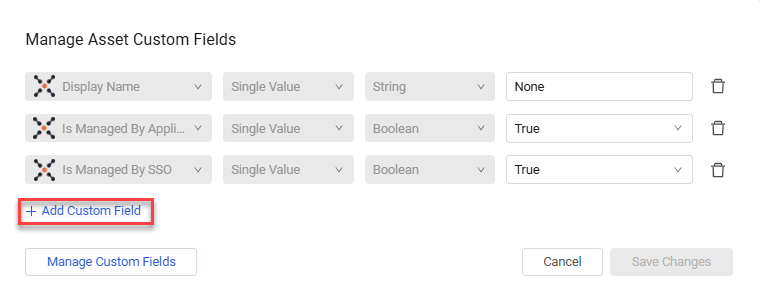 Manage Asset Custom Fields
Display Name Single Value String None
Is Managed By Appli... Single Value Boolean True
Is Managed By SSO Single Value Boolean True
+ Add Custom Field
Manage Custom Fields Cancel Save Changes